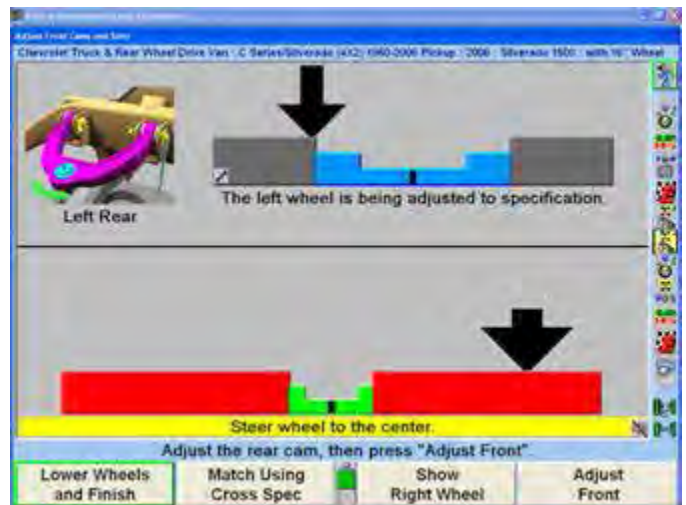 Adjust Front Cam and Shim
Chevrolet Truck & Rear Wheel Drive Van : C Series/Silverado (4X2) 1960-2006 Pickup : 2006 : Silverado 1500 : with 16" Wheel
Left Rear
The left wheel is being adjusted to specification.
Steer wheel to the center.
Adjust the rear cam, then press "Adjust Front".
Lower Wheels
and Finish
Match Using
Cross Spec
Show
Right Wheel
Adjust
Front